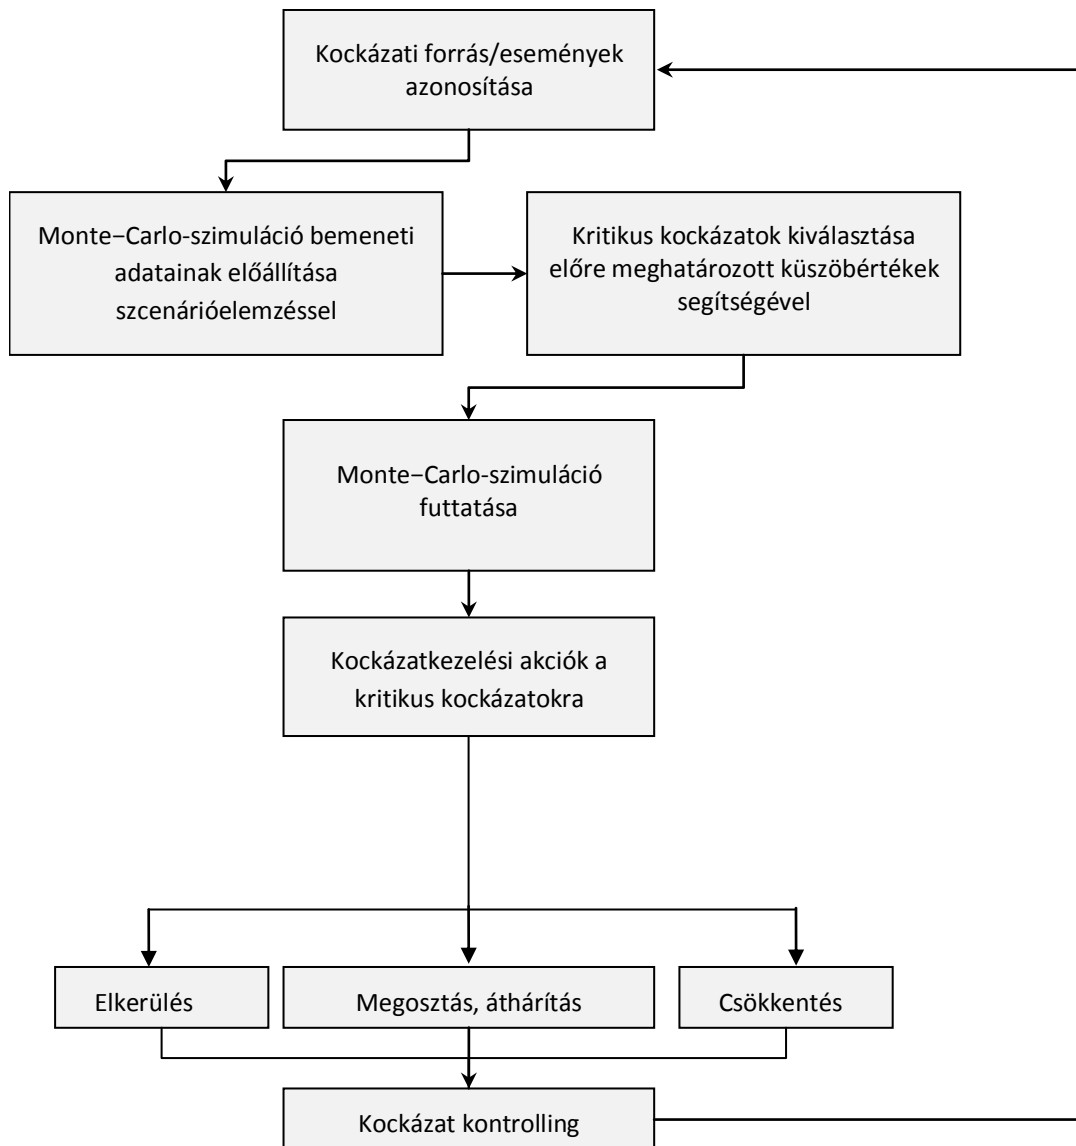 Kockázati forrás/események
azonosítása
Monte−Carlo-szimuláció bemeneti
adatainak előállítása
szcenárióelemzéssel
Kritikus kockázatok kiválasztása
előre meghatározott küszöbértékek
segítségével
Monte−Carlo-szimuláció
futtatása
Kockázatkezelési akciók a
kritikus kockázatokra
Elkerülés
Megosztás, áthárítás
Csökkentés
Kockázat kontrolling